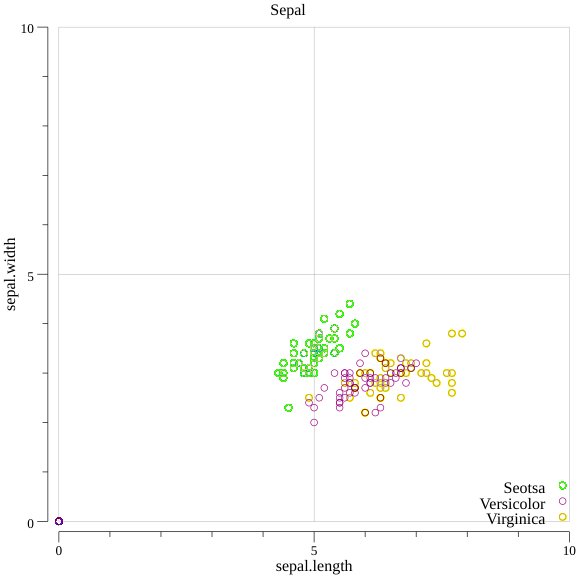 Sepal
10
sepal.width
5
Seotsa
Versicolor
Virginica
0
0
5
10
sepal.length